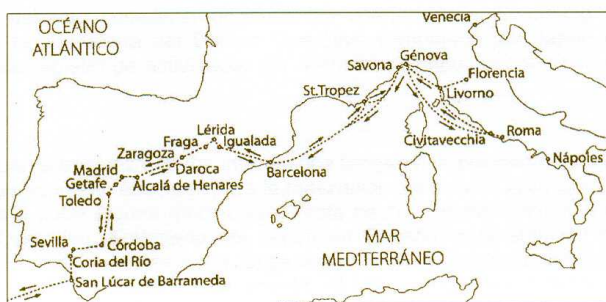 OCÉANO
ATLÁNTICO
Venecia
Génova
Savona
Florencia
St.Tropez
Livorno
Lérida
Fraga
Igualada
Zaragoza
Civitavecchia
Roma
Madrid
Daroca
Barcelona
Nápoles
Getafe
Alcalá de Henares
Toledo
MAR
MEDITERRÁNEO
Sevilla
Córdoba
Coria del Río
San Lúcar de Barrameda